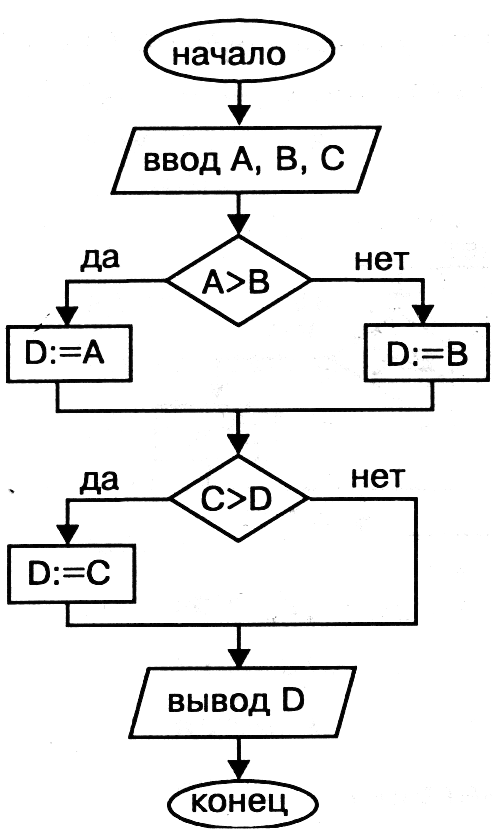 начало
ввод A, B, C
да
A>B
нет
D:=A
D:=B
да
C>D
нет
D:=C
вывод D
конец